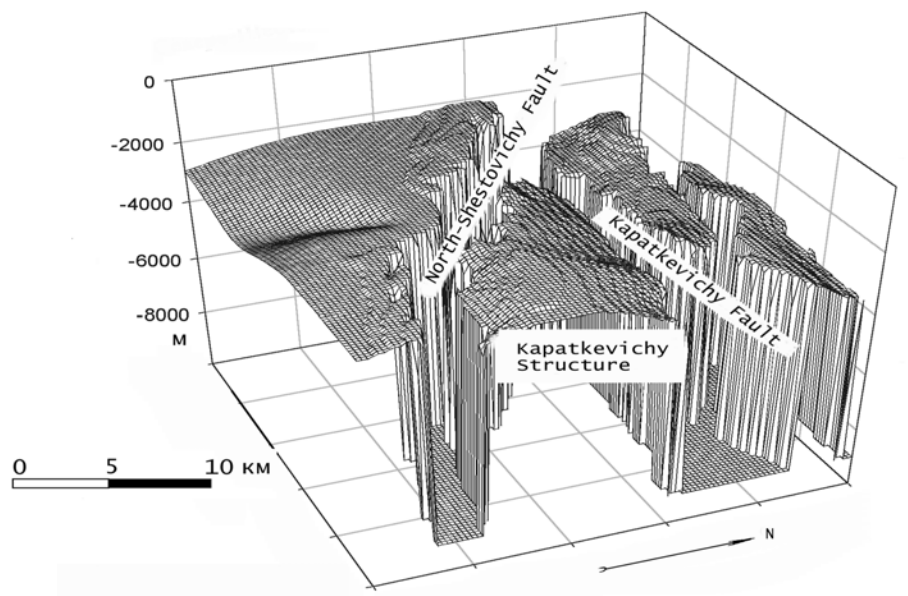 0
-2000
-4000
-6000
-8000
М
North-Shestovichy Fault
Kapatkevichy Fault
Kapatkevichy
Structure
0 5 10 км
N